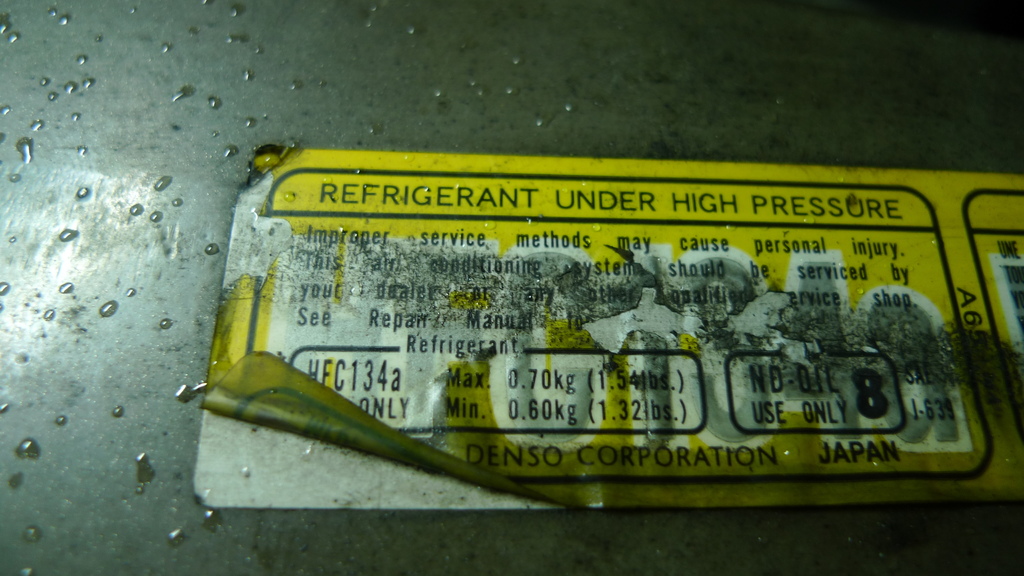 REFRIGERANT UNDER HIGH PRESSURE
Improper service methods may cause personal injury.
This air conditioning system should be serviced by
your dealer or any other qualified service shop.
See Repair Manual
Refrigerant
HFC134a Max. 0.70kg (1.54lbs.) ND-OIL 8 SAE
ONLY Min. 0.60kg (1.32lbs.) USE ONLY J-639
DENSO CORPORATION JAPAN